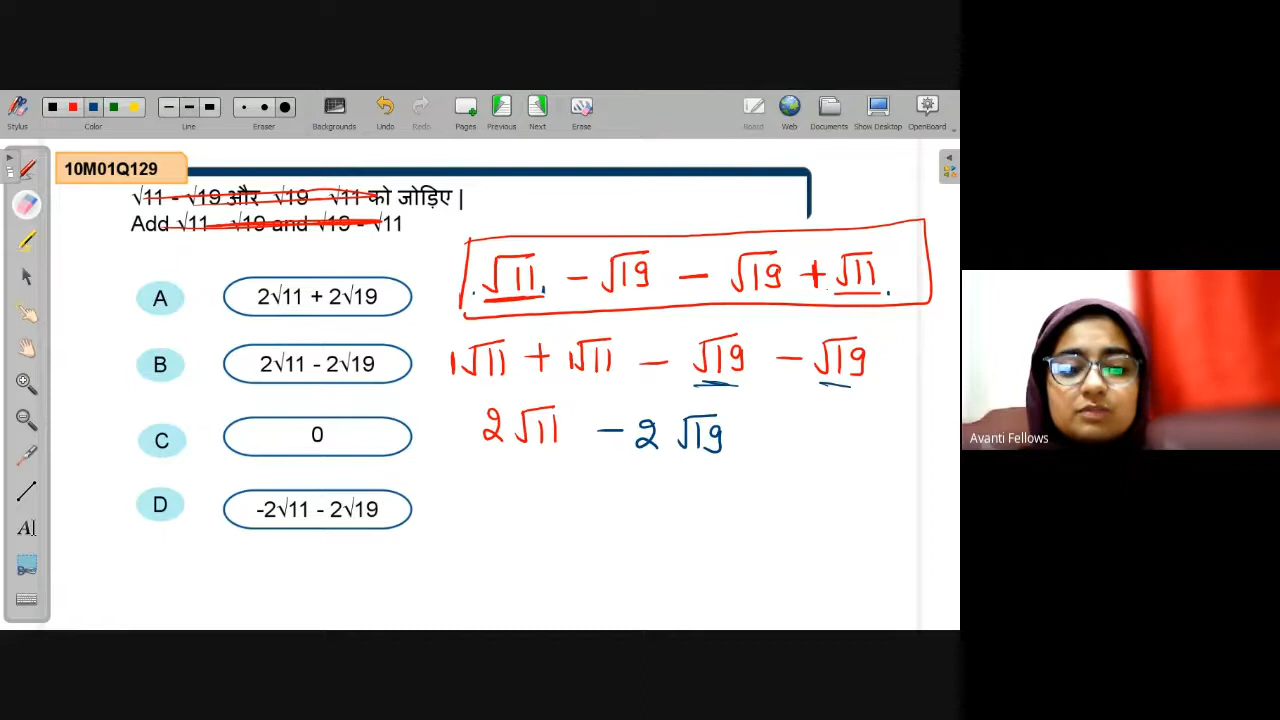 Stylus Color Line Eraser Backgrounds Undo Redo Pages Previous Next Erase Board Web Documents Show Desktop OpenBoard
10M01Q129
√11 - √19 और √19 - √11 को जोड़िए |
Add √11 - √19 and √19 - √11
√11 - √19 - √19 + √11
A 2√11 + 2√19
B 2√11 - 2√19
1√11 + 1√11 - √19 - √19
C 0
2√11 - 2√19
D -2√11 - 2√19
Avanti Fellows